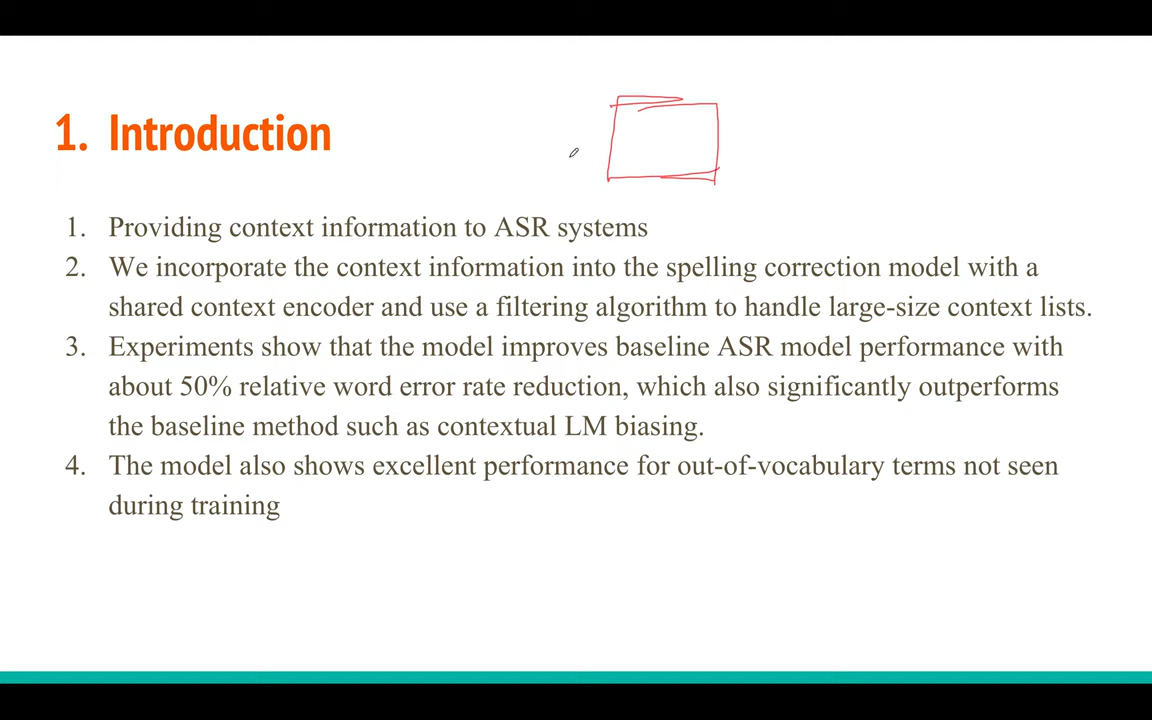 1. Introduction
1. Providing context information to ASR systems
2. We incorporate the context information into the spelling correction model with a
shared context encoder and use a filtering algorithm to handle large-size context lists.
3. Experiments show that the model improves baseline ASR model performance with
about 50% relative word error rate reduction, which also significantly outperforms
the baseline method such as contextual LM biasing.
4. The model also shows excellent performance for out-of-vocabulary terms not seen
during training